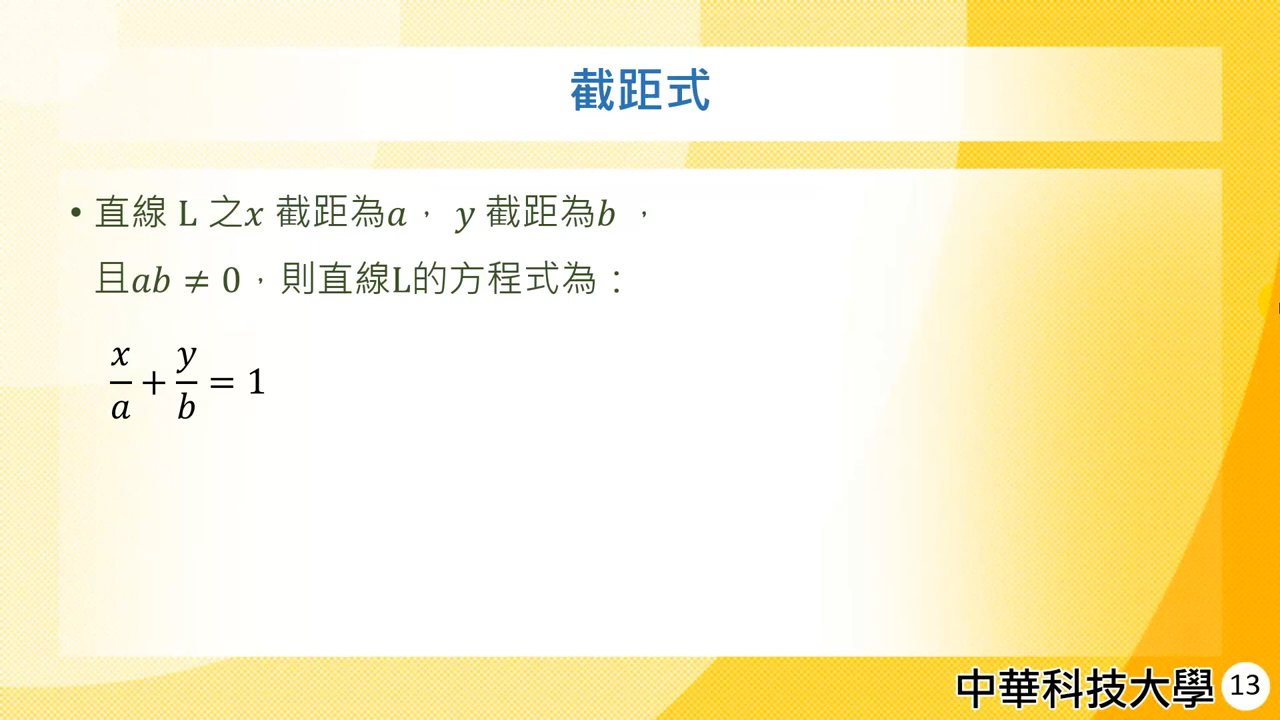 截距式
• 直線 L 之x 截距為a， y 截距為b ，
且ab ≠ 0，則直線L的方程式為：
x/a + y/b = 1
中華科技大學 13